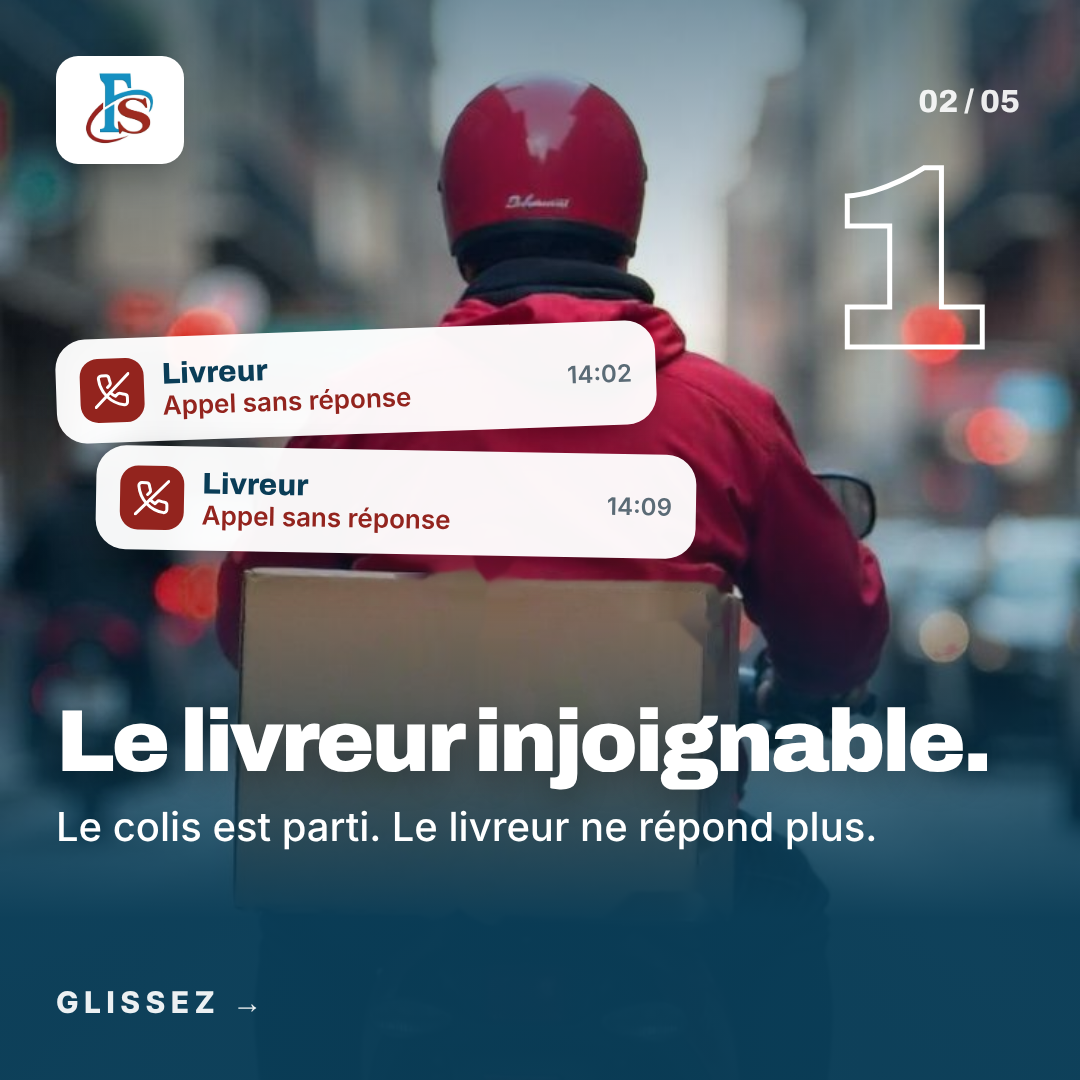 FS
02 / 05
1
Livreur
14:02
Appel sans réponse
Livreur
14:09
Appel sans réponse
Le livreur injoignable.
Le colis est parti. Le livreur ne répond plus.
GLISSEZ →